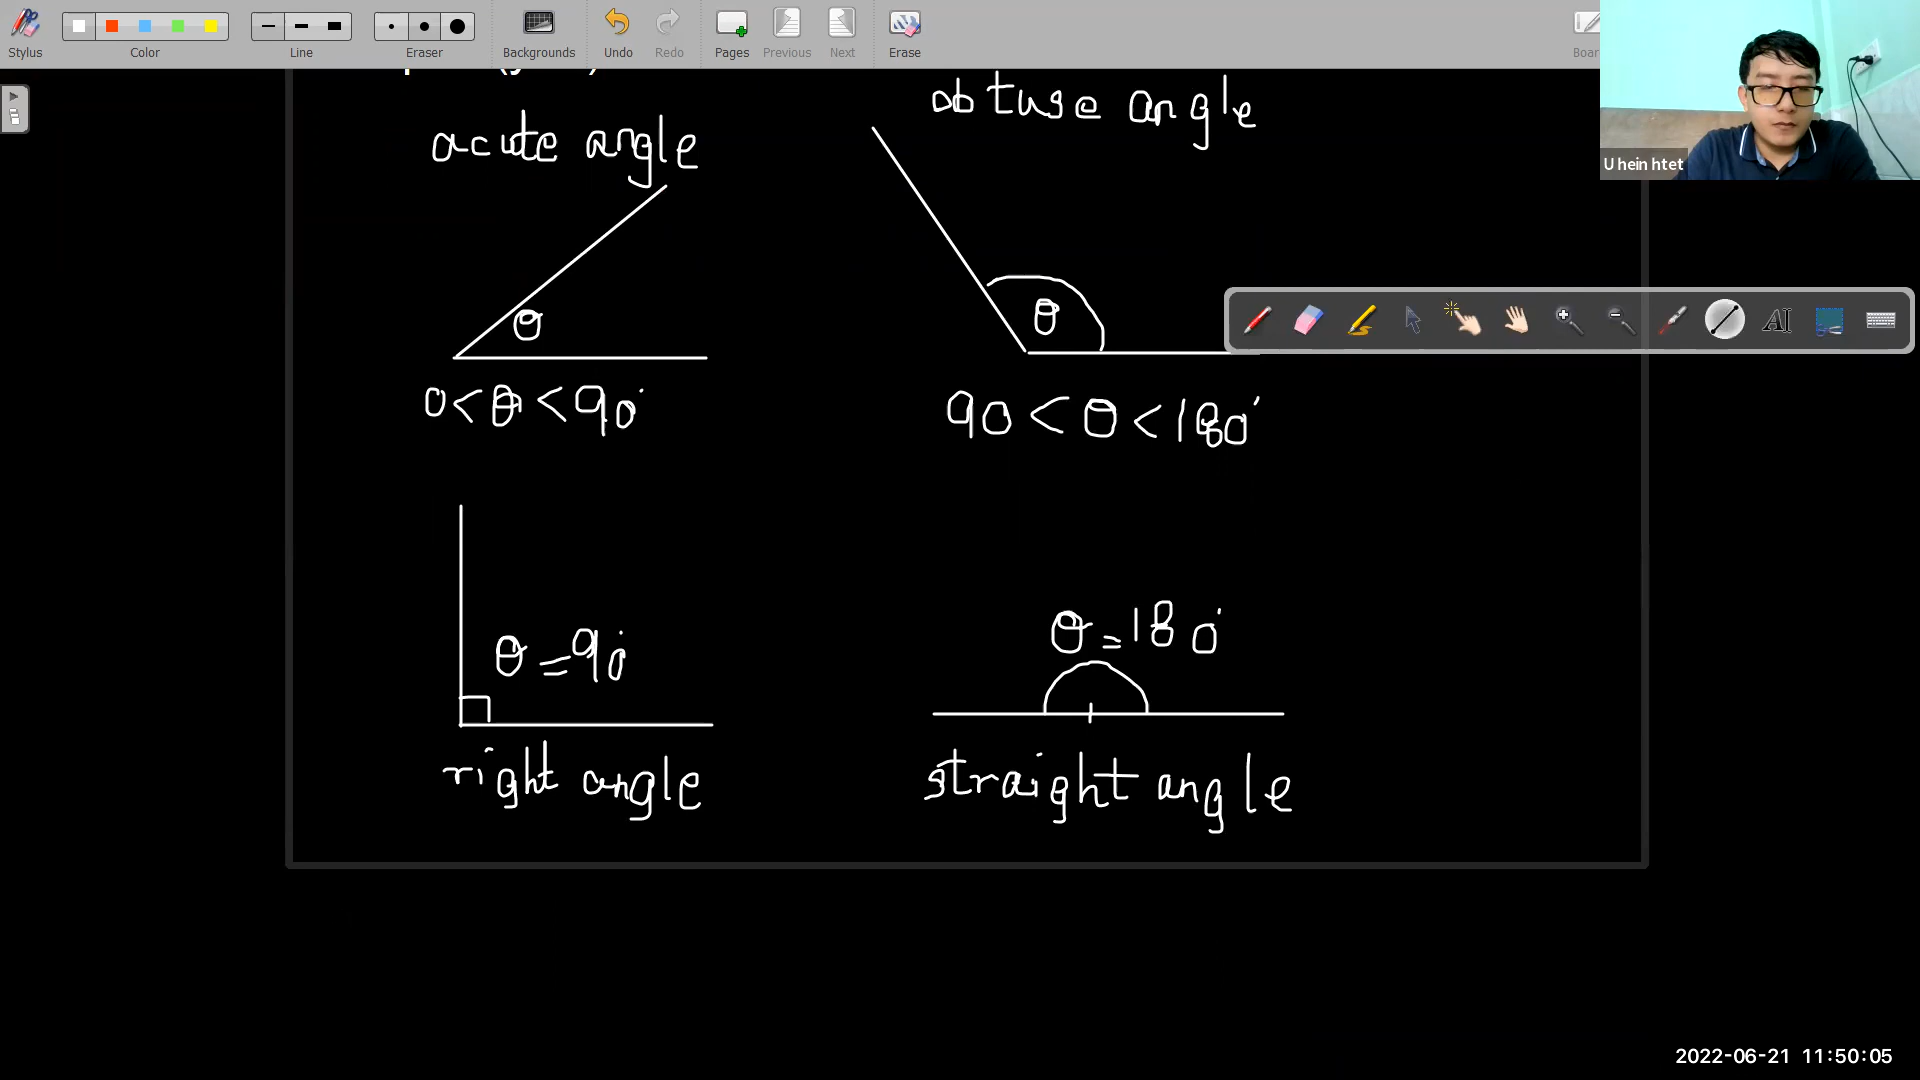 Stylus
Color
Line
Eraser
Backgrounds
Undo
Redo
Pages
Previous
Next
Erase
U hein htet
acute angle
obtuse angle
θ
θ
0 < θ < 90°
90 < θ < 180°
θ = 90°
θ = 180°
right angle
straight angle
2022-06-21 11:50:05